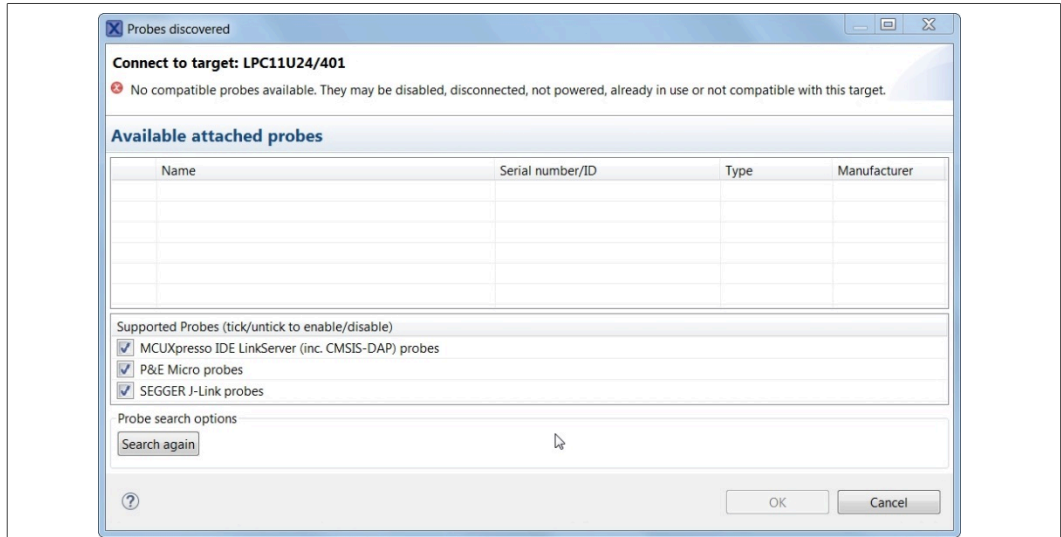 Probes discovered
Connect to target: LPC11U24/401
No compatible probes available. They may be disabled, disconnected, not powered, already in use or not compatible with this target.
Available attached probes
Name Serial number/ID Type Manufacturer
Supported Probes (tick/untick to enable/disable)
MCUXpresso IDE LinkServer (inc. CMSIS-DAP) probes
P&E Micro probes
SEGGER J-Link probes
Probe search options
Search again
OK Cancel